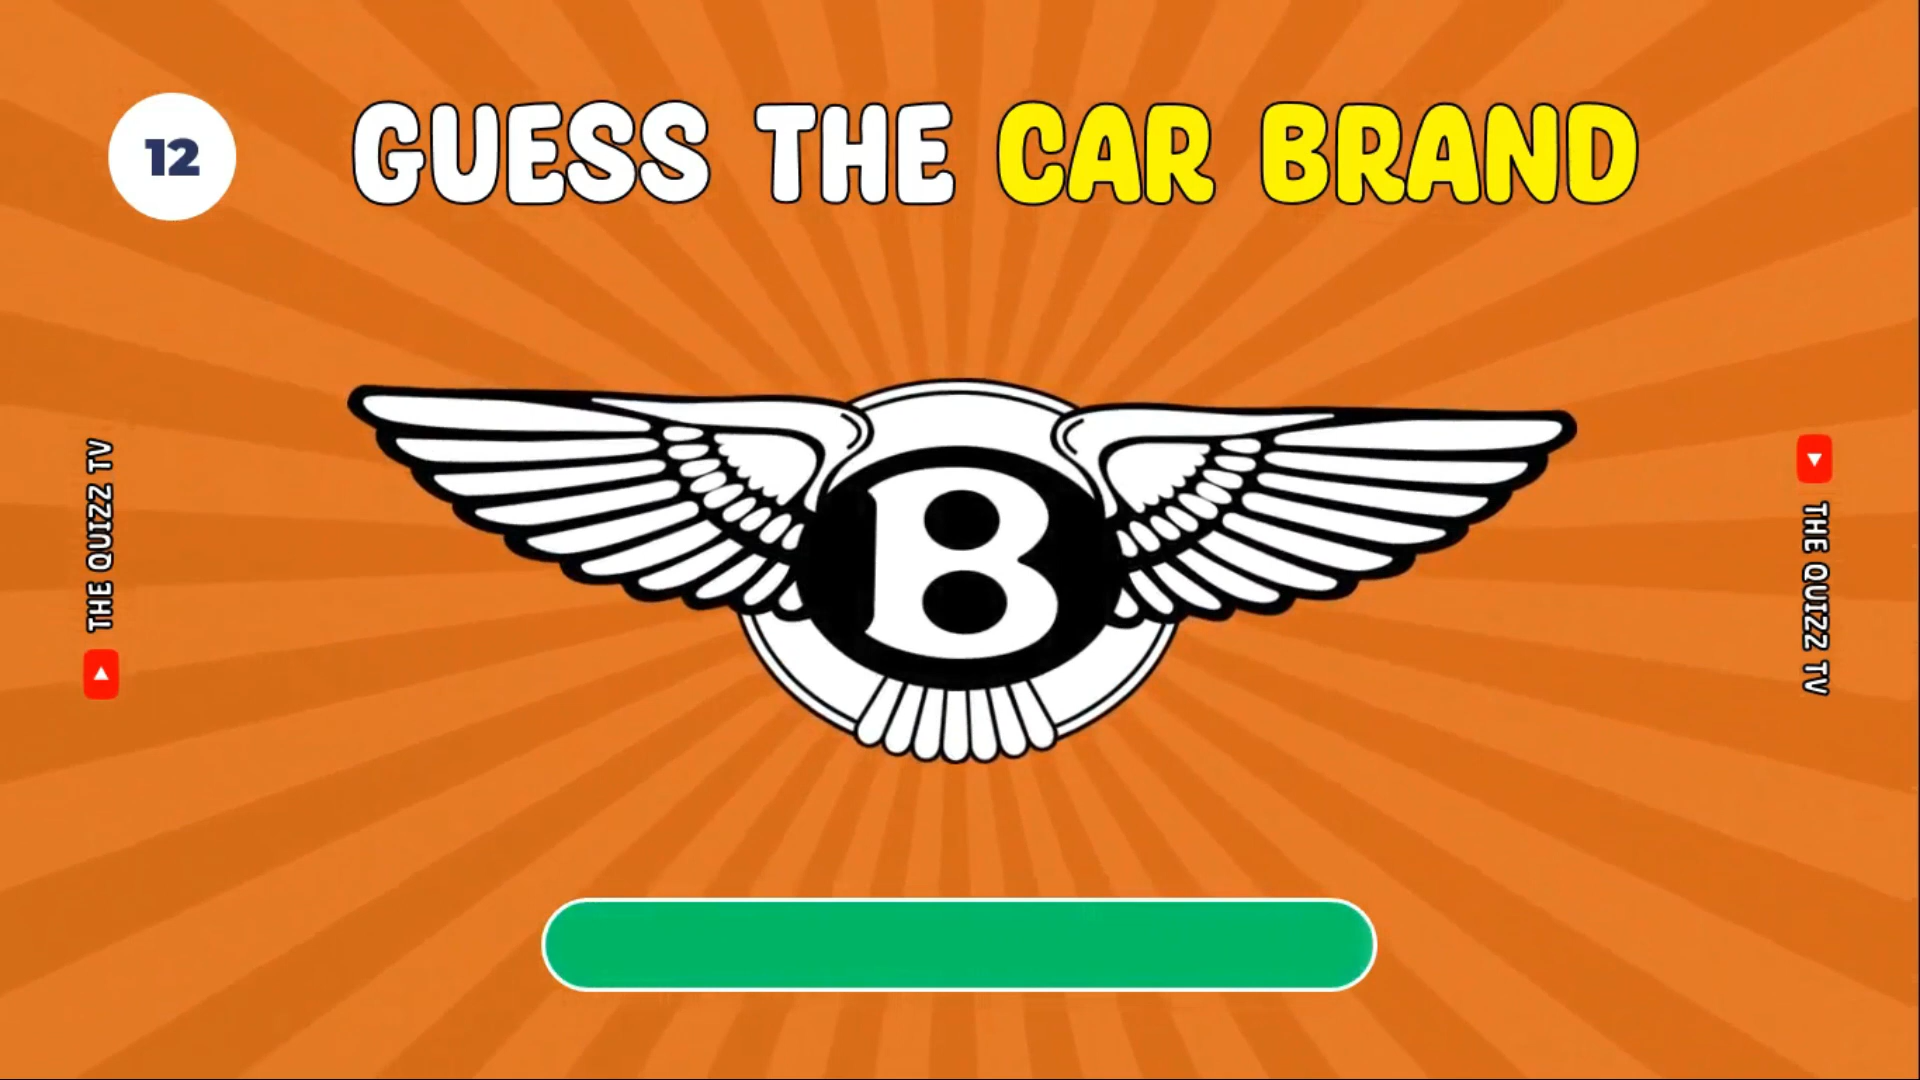 12
GUESS THE CAR BRAND
THE QUIZZ TV
B
THE QUIZZ TV